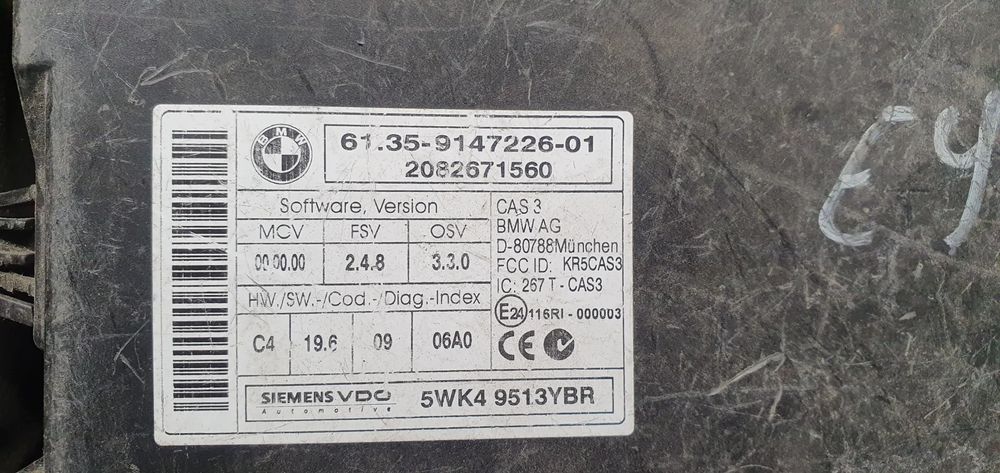 BMW
61.35-9147226-01
2082671560
Software, Version
MCV FSV OSV
00 00.00 2.4.8 3.3.0
HW./SW.-/Cod.-/Diag.-Index
C4 19.6 09 06A0
CAS 3
BMW AG
D-80788München
FCC ID: KR5CAS3
IC: 267 T - CAS3
E24 116RI - 000003
CE
SIEMENS VDO
Automotive
5WK4 9513YBR